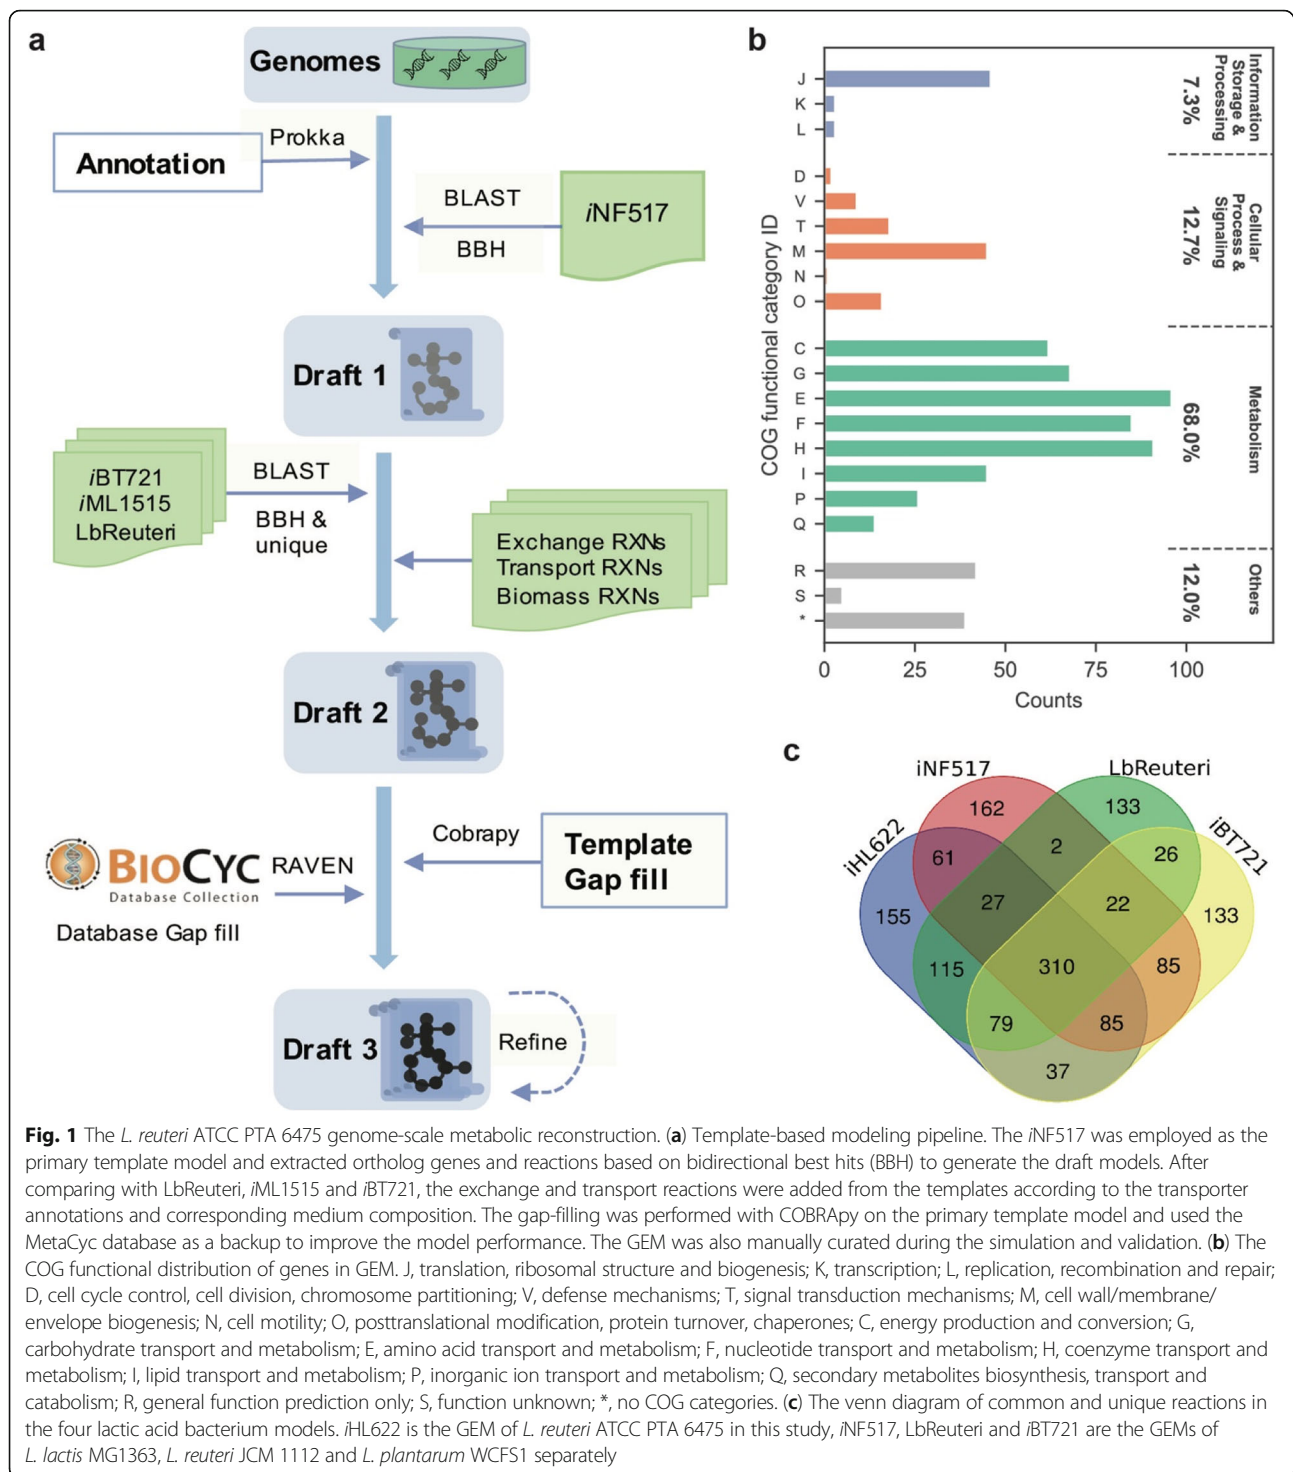 a
Genomes
Prokka
Annotation
BLAST
BBH
iNF517
Draft 1
iBT721
iML1515
LbReuteri
BLAST
BBH &
unique
Exchange RXNs
Transport RXNs
Biomass RXNs
Draft 2
BIOCYC
Database Collection
RAVEN
Database Gap fill
Cobrapy
Template
Gap fill
Draft 3
Refine
b
COG functional category ID
J
K
L
D
V
T
M
N
O
C
G
E
F
H
I
P
Q
R
S
*
0 25 50 75 100
Counts
Information
Storage &
Processing
7.3%
Cellular
Process &
Signaling
12.7%
Metabolism
68.0%
Others
12.0%
c
iNF517
LbReuteri
iHL622
iBT721
162
133
61
2
26
155
27
22
133
115
310
85
79
85
37
Fig. 1 The L. reuteri ATCC PTA 6475 genome-scale metabolic reconstruction. (a) Template-based modeling pipeline. The iNF517 was employed as the
primary template model and extracted ortholog genes and reactions based on bidirectional best hits (BBH) to generate the draft models. After
comparing with LbReuteri, iML1515 and iBT721, the exchange and transport reactions were added from the templates according to the transporter
annotations and corresponding medium composition. The gap-filling was performed with COBRApy on the primary template model and used the
MetaCyc database as a backup to improve the model performance. The GEM was also manually curated during the simulation and validation. (b) The
COG functional distribution of genes in GEM. J, translation, ribosomal structure and biogenesis; K, transcription; L, replication, recombination and repair;
D, cell cycle control, cell division, chromosome partitioning; V, defense mechanisms; T, signal transduction mechanisms; M, cell wall/membrane/
envelope biogenesis; N, cell motility; O, posttranslational modification, protein turnover, chaperones; C, energy production and conversion; G,
carbohydrate transport and metabolism; E, amino acid transport and metabolism; F, nucleotide transport and metabolism; H, coenzyme transport and
metabolism; I, lipid transport and metabolism; P, inorganic ion transport and metabolism; Q, secondary metabolites biosynthesis, transport and
catabolism; R, general function prediction only; S, function unknown; *, no COG categories. (c) The venn diagram of common and unique reactions in
the four lactic acid bacterium models. iHL622 is the GEM of L. reuteri ATCC PTA 6475 in this study, iNF517, LbReuteri and iBT721 are the GEMs of
L. lactis MG1363, L. reuteri JCM 1112 and L. plantarum WCFS1 separately